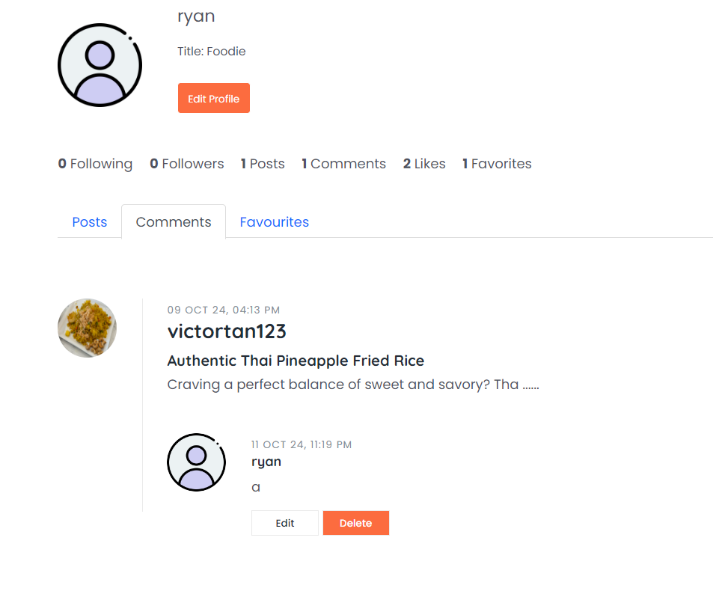 ryan
Title: Foodie
Edit Profile
0 Following 0 Followers 1 Posts 1 Comments 2 Likes 1 Favorites
Posts Comments Favourites
09 OCT 24, 04:13 PM
victortan123
Authentic Thai Pineapple Fried Rice
Craving a perfect balance of sweet and savory? Tha ......
11 OCT 24, 11:19 PM
ryan
a
Edit Delete